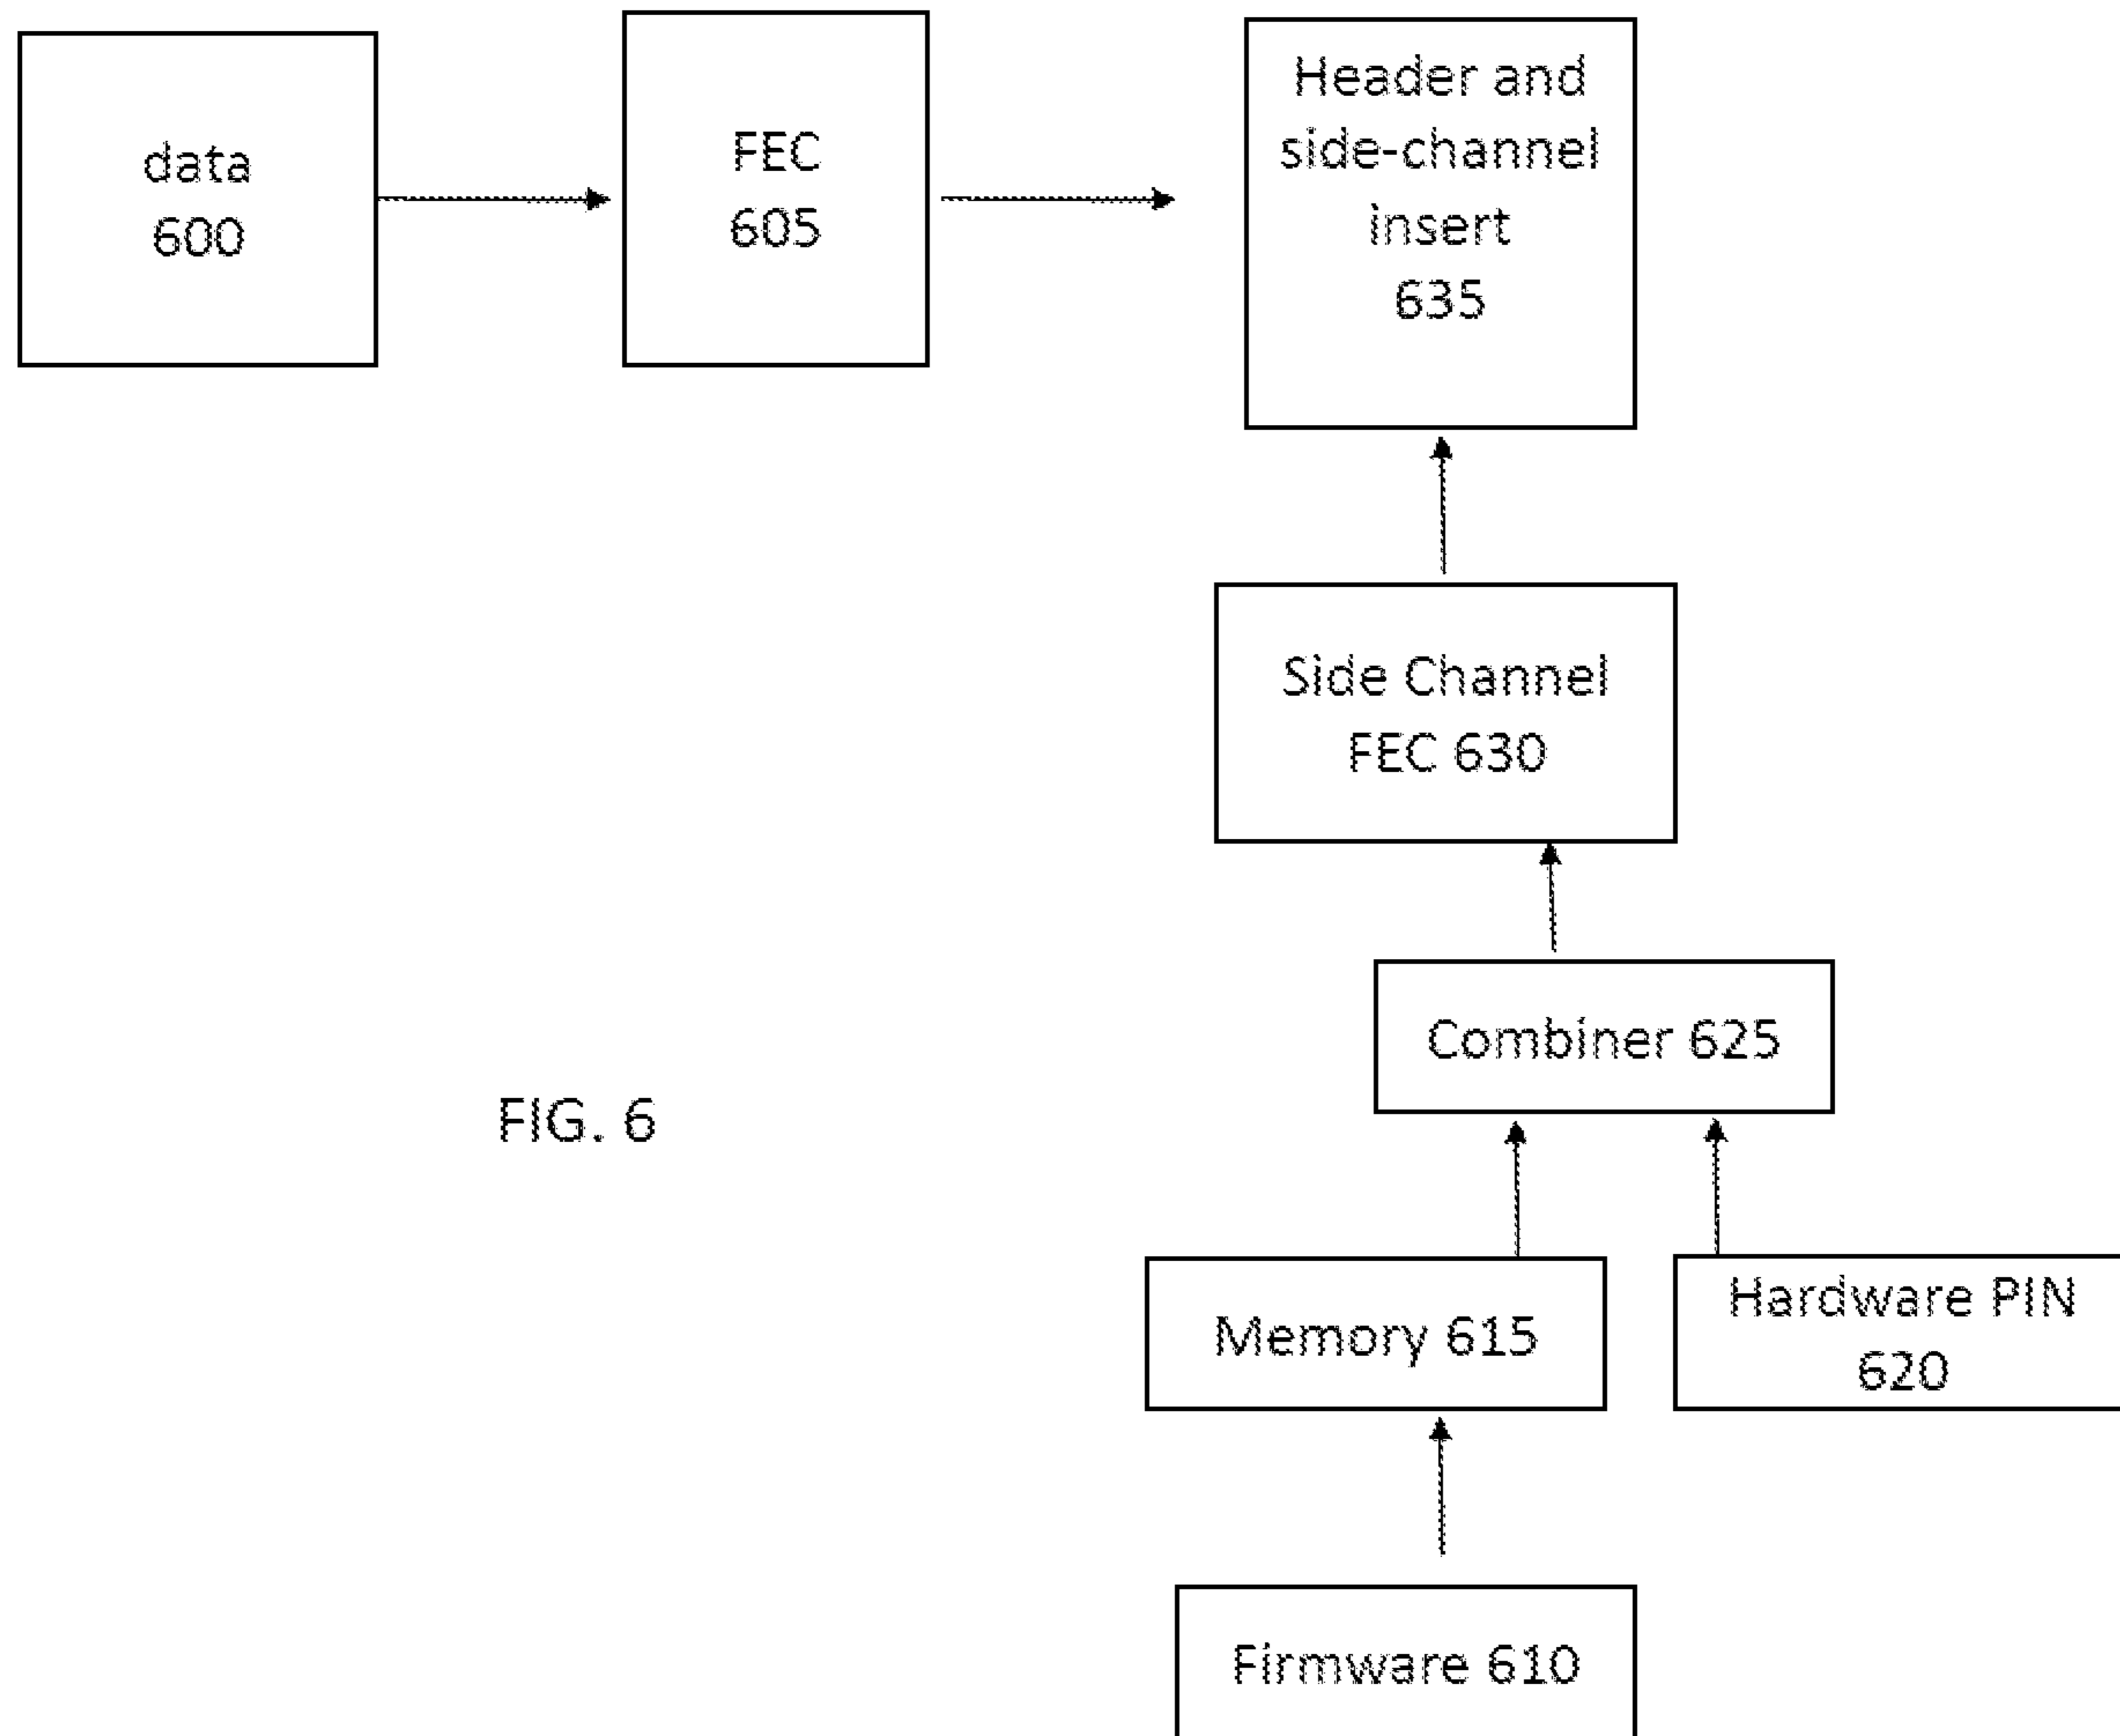 data
600
FEC
605
Header and
side-channel
insert
635
Side Channel
FEC 630
Combiner 625
FIG. 6
Memory 615
Hardware PIN
620
Firmware 610